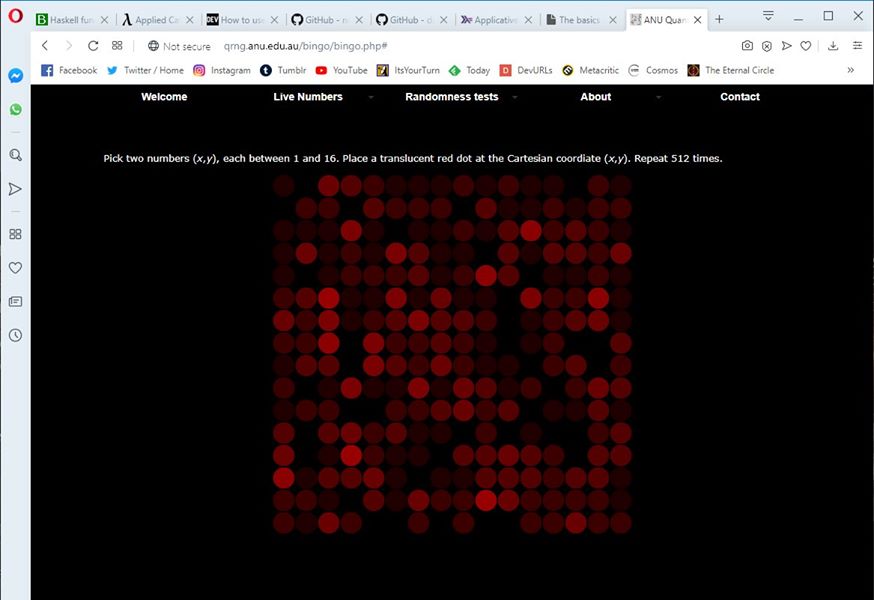 Haskell fun
Applied Ca
DEV How to use
GitHub - n
GitHub - d
Applicative
The basics
ANU Quan
Not secure qrng.anu.edu.au/bingo/bingo.php#
Facebook Twitter / Home Instagram Tumblr YouTube ItsYourTurn Today DevURLs Metacritic Cosmos The Eternal Circle
Welcome Live Numbers Randomness tests About Contact
Pick two numbers (x,y), each between 1 and 16. Place a translucent red dot at the Cartesian coordiate (x,y). Repeat 512 times.